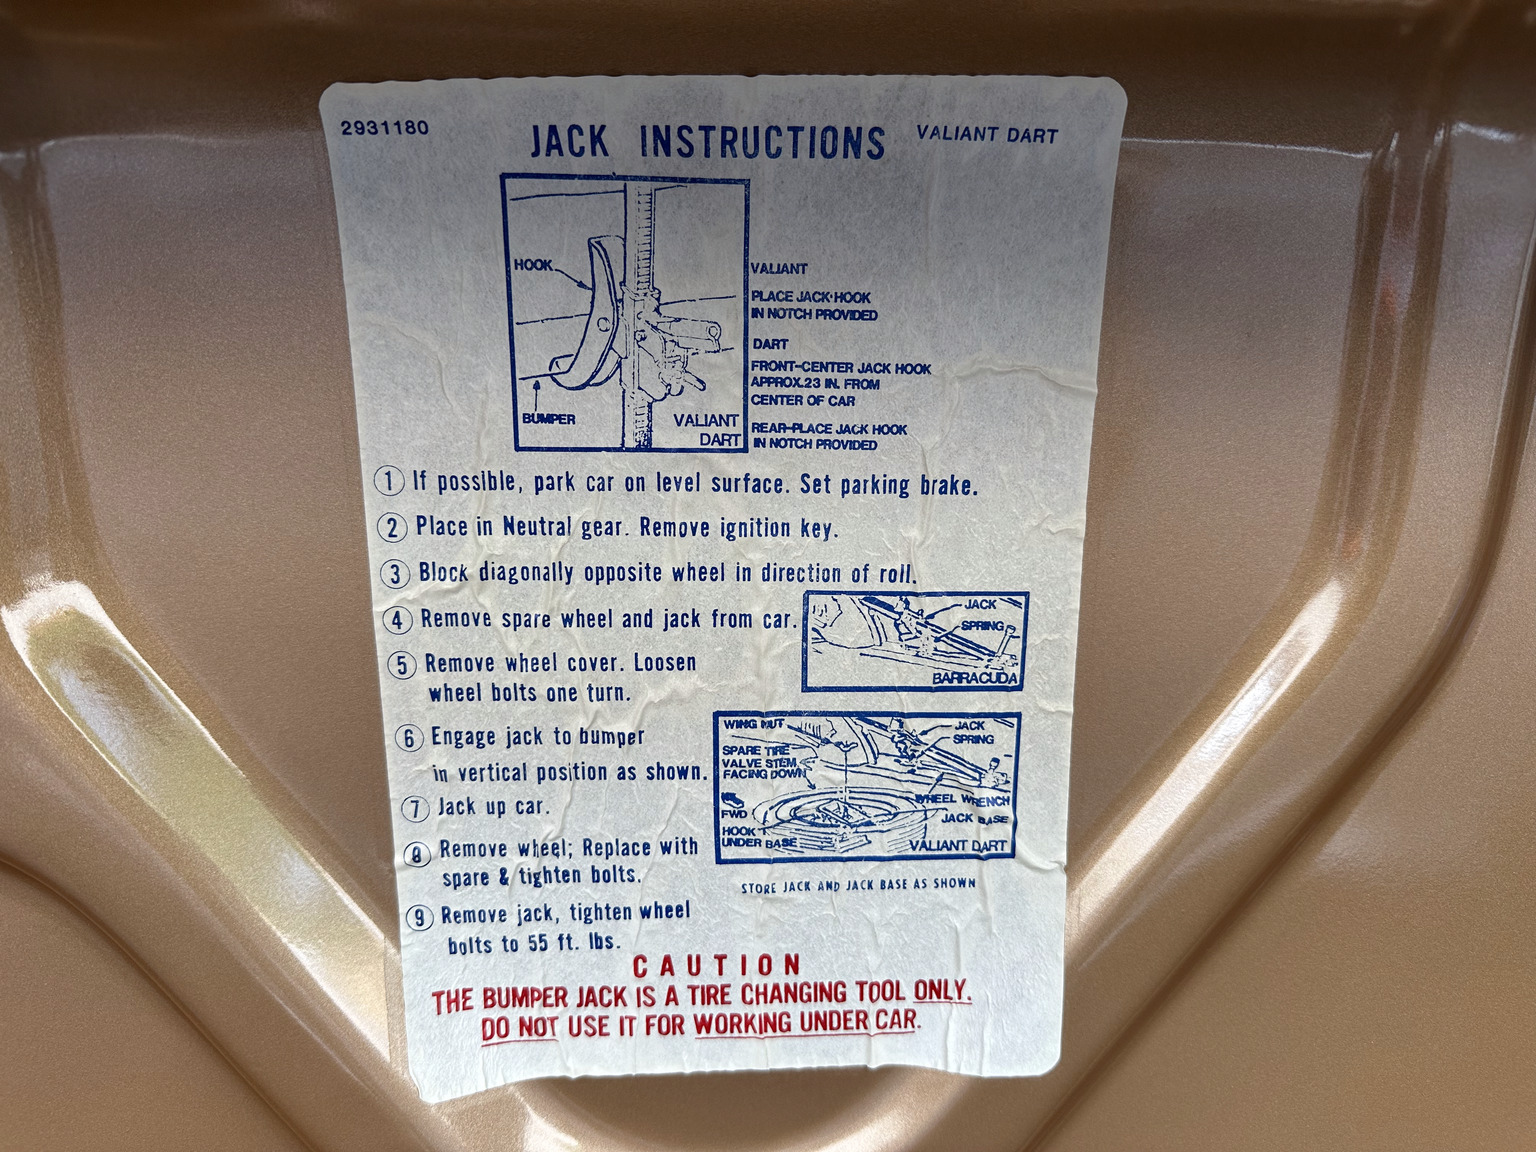 2931180
JACK INSTRUCTIONS
VALIANT DART
HOOK
BUMPER
VALIANT
DART
VALIANT
PLACE JACK HOOK
IN NOTCH PROVIDED
DART
FRONT-CENTER JACK HOOK
APPROX.23 IN. FROM
CENTER OF CAR
REAR-PLACE JACK HOOK
IN NOTCH PROVIDED
1 If possible, park car on level surface. Set parking brake.
2 Place in Neutral gear. Remove ignition key.
3 Block diagonally opposite wheel in direction of roll.
4 Remove spare wheel and jack from car.
JACK
SPRING
BARRACUDA
5 Remove wheel cover. Loosen
wheel bolts one turn.
6 Engage jack to bumper
in vertical position as shown.
7 Jack up car.
8 Remove wheel; Replace with
spare & tighten bolts.
9 Remove jack, tighten wheel
bolts to 55 ft. lbs.
WING NUT
SPARE TIRE
VALVE STEM
FACING DOWN
FWD
HOOK
UNDER BASE
JACK
SPRING
WHEEL WRENCH
JACK BASE
VALIANT DART
STORE JACK AND JACK BASE AS SHOWN
CAUTION
THE BUMPER JACK IS A TIRE CHANGING TOOL ONLY.
DO NOT USE IT FOR WORKING UNDER CAR.